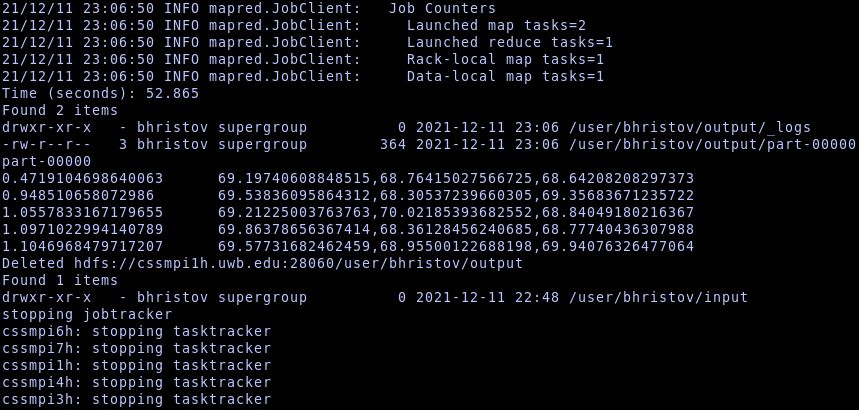 21/12/11 23:06:50 INFO mapred.JobClient:   Job Counters
21/12/11 23:06:50 INFO mapred.JobClient:     Launched map tasks=2
21/12/11 23:06:50 INFO mapred.JobClient:     Launched reduce tasks=1
21/12/11 23:06:50 INFO mapred.JobClient:     Rack-local map tasks=1
21/12/11 23:06:50 INFO mapred.JobClient:     Data-local map tasks=1
Time (seconds): 52.865
Found 2 items
drwxr-xr-x   - bhristov supergroup          0 2021-12-11 23:06 /user/bhristov/output/_logs
-rw-r--r--   3 bhristov supergroup        364 2021-12-11 23:06 /user/bhristov/output/part-00000
part-00000
0.4719104698640063      69.19740608848515,68.76415027566725,68.64208208297373
0.948510658072986       69.53836095864312,68.30537239660305,69.35683671235722
1.0557833167179655      69.21225003763763,70.02185393682552,68.84049180216367
1.0971022994140789      69.86378656367414,68.36128456240685,68.77740436307988
1.1046968479717207      69.57731682462459,68.95500122688198,69.94076326477064
Deleted hdfs://cssmpi1h.uwb.edu:28060/user/bhristov/output
Found 1 items
drwxr-xr-x   - bhristov supergroup          0 2021-12-11 22:48 /user/bhristov/input
stopping jobtracker
cssmpi6h: stopping tasktracker
cssmpi7h: stopping tasktracker
cssmpi1h: stopping tasktracker
cssmpi4h: stopping tasktracker
cssmpi3h: stopping tasktracker